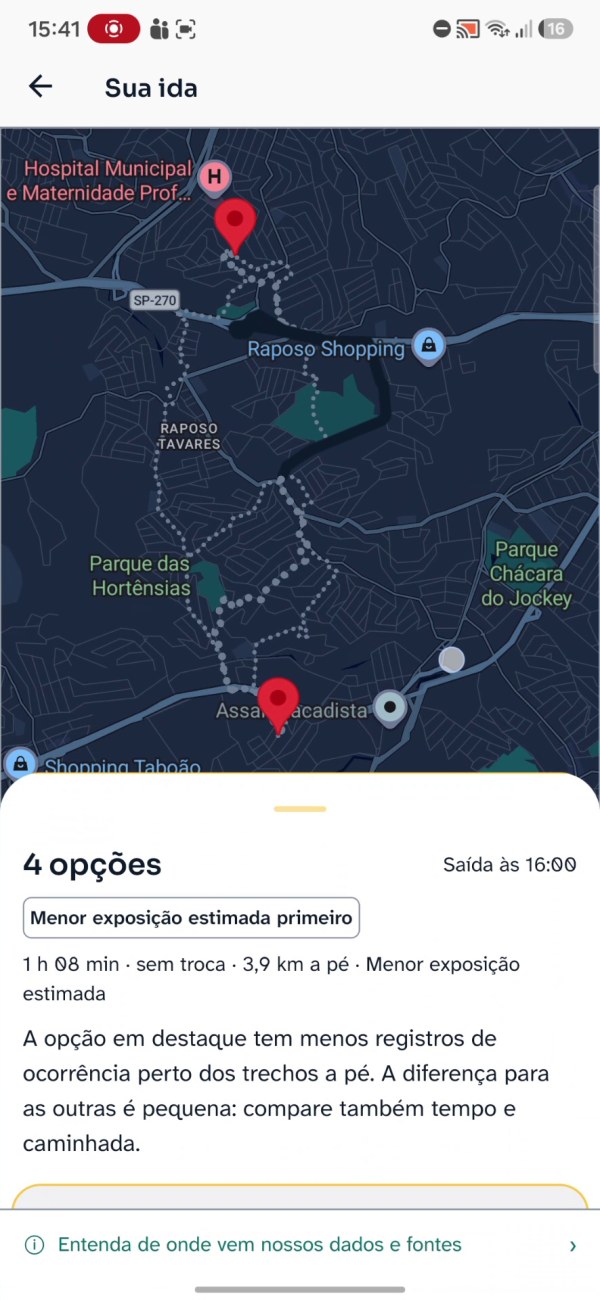 15:41
16
Sua ida
Hospital Municipal
e Maternidade Prof...
H
SP-270
Raposo Shopping
RAPOSO
TAVARES
Parque das
Hortênsias
Parque
Chácara
do Jockey
Assaí Atacadista
Shopping Taboão
4 opções
Saída às 16:00
Menor exposição estimada primeiro
1 h 08 min · sem troca · 3,9 km a pé · Menor exposição
estimada
A opção em destaque tem menos registros de
ocorrência perto dos trechos a pé. A diferença para
as outras é pequena: compare também tempo e
caminhada.
Entenda de onde vem nossos dados e fontes